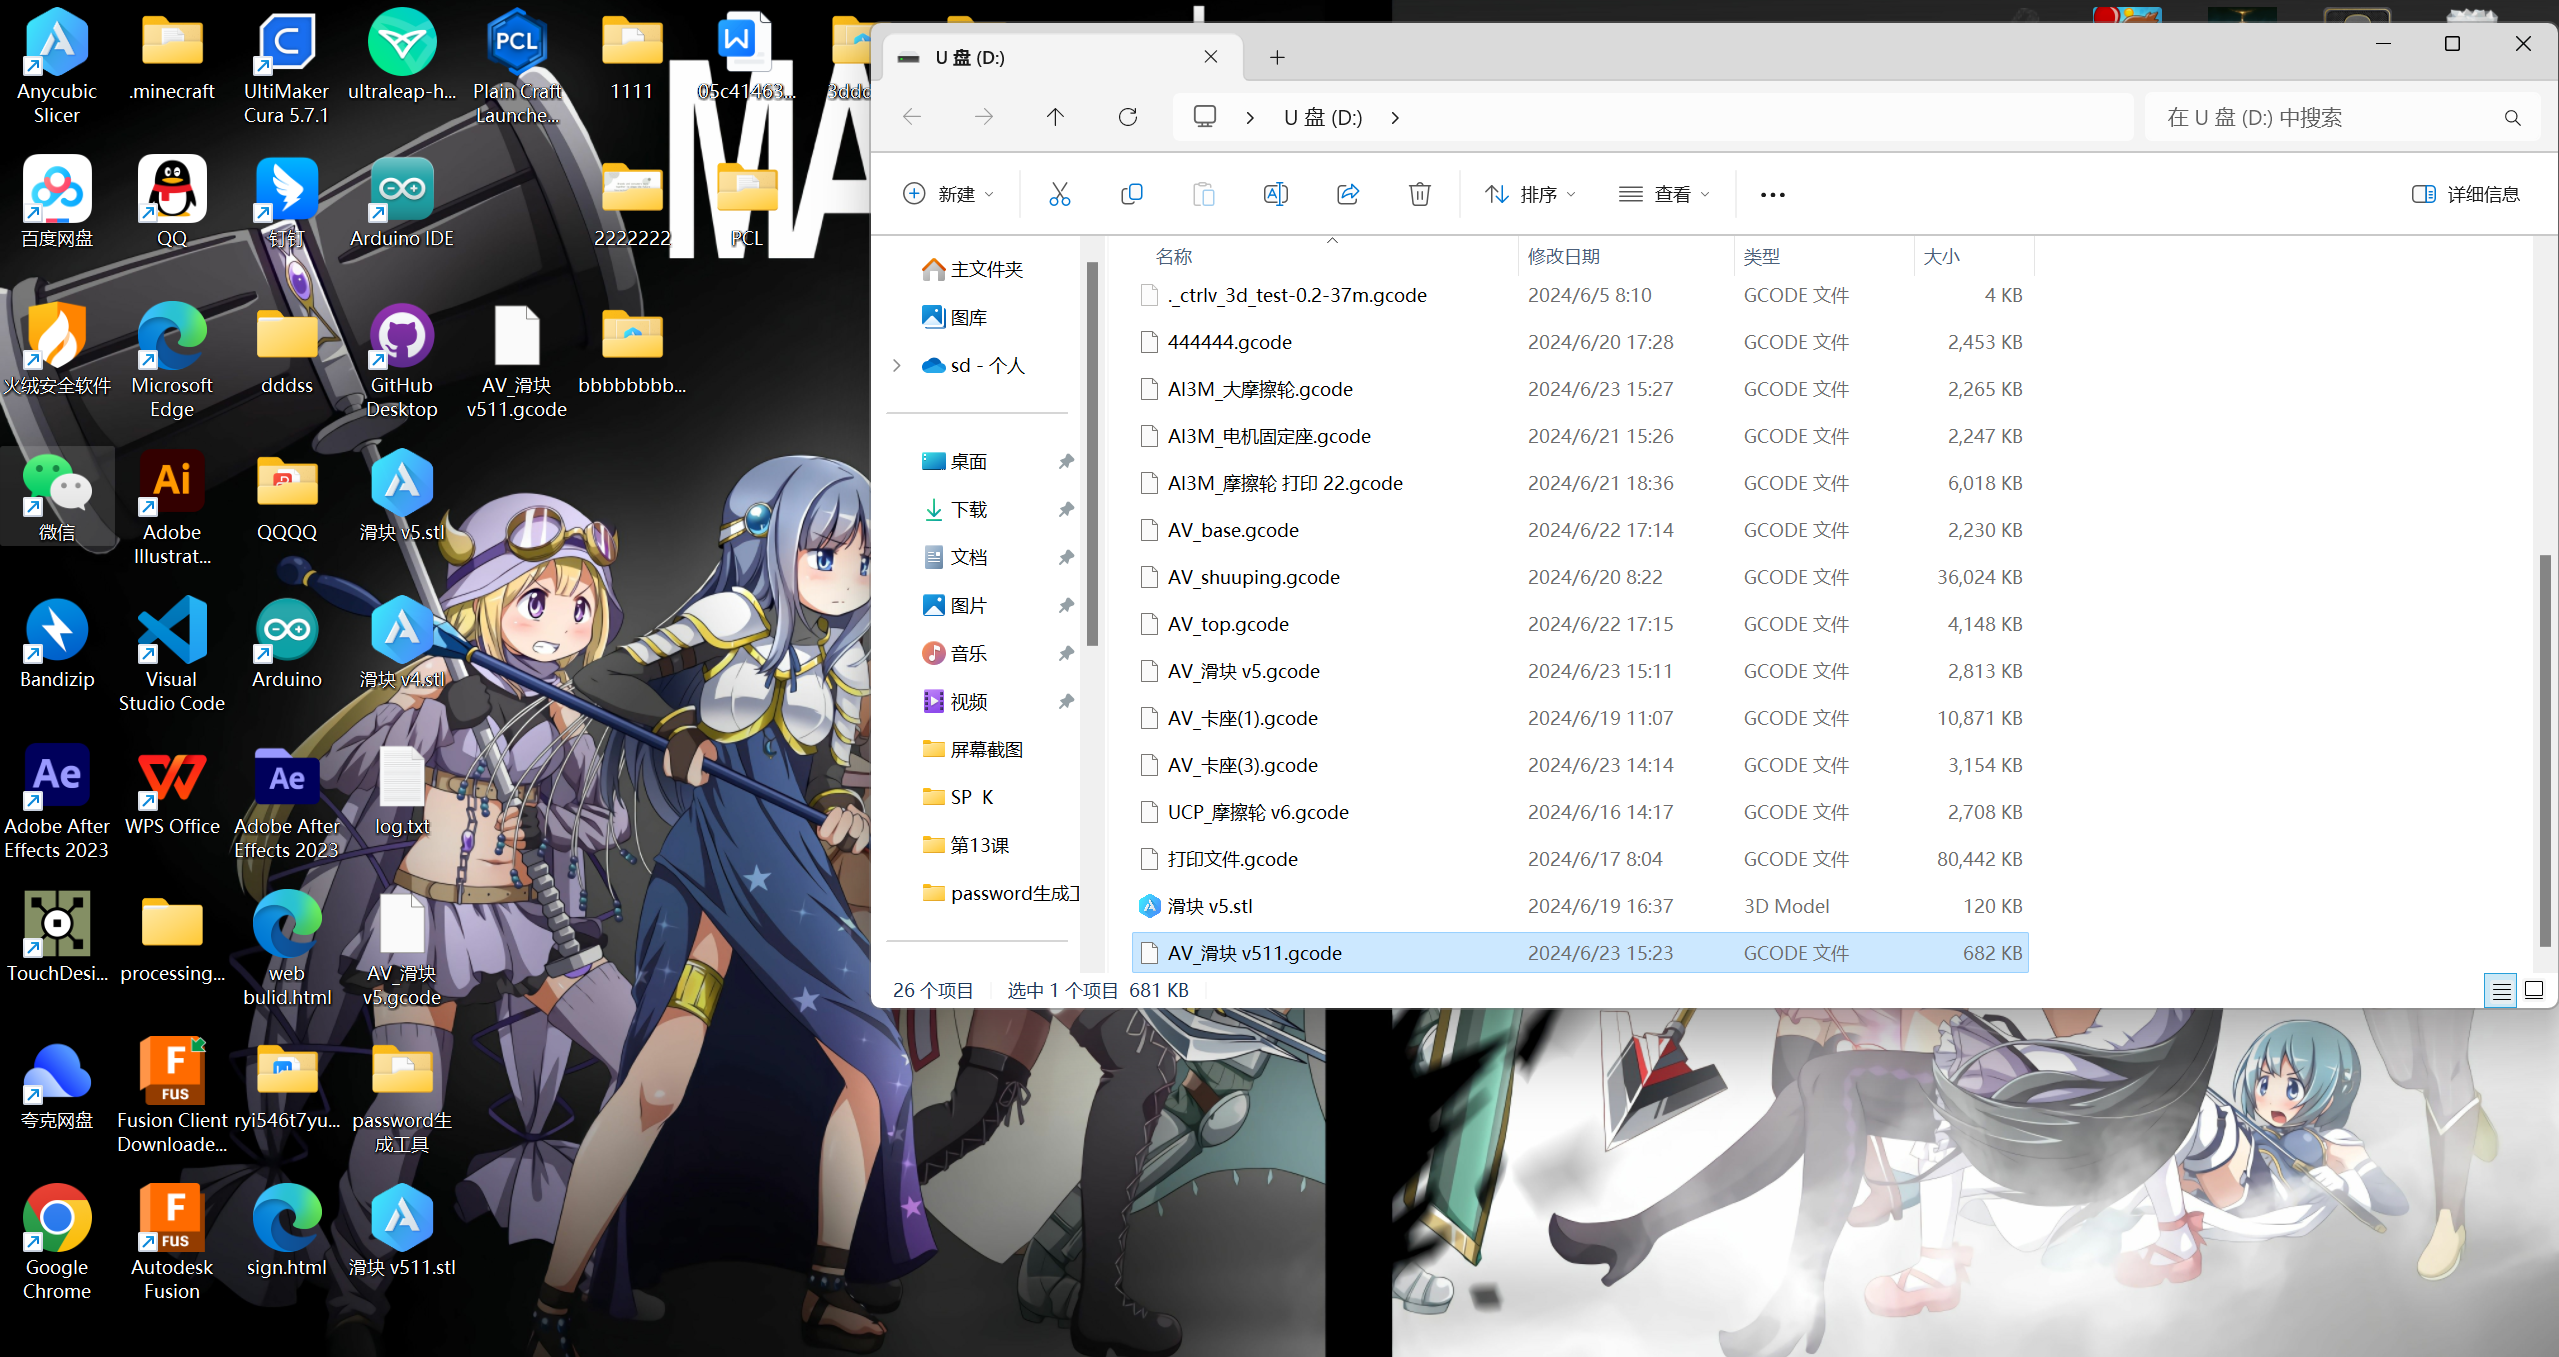 Anycubic
Slicer
.minecraft
UltiMaker
Cura 5.7.1
ultraleap-h...
PCL
Plain Craft
Launche...
1111
W
05c41463...
百度网盘
QQ
钉钉
Arduino IDE
2222222
PCL
MA
火绒安全软件
Microsoft
Edge
dddss
GitHub
Desktop
AV_滑块
v511.gcode
bbbbbbbb...
微信
Ai
Adobe
Illustrat...
QQQQ
滑块 v5.stl
Bandizip
Visual
Studio Code
Arduino
滑块 v4.stl
Ae
Adobe After
Effects 2023
WPS Office
Ae
Adobe After
Effects 2023
log.txt
TouchDesi...
processing...
web
bulid.html
AV_滑块
v5.gcode
夸克网盘
F
FUS
Fusion Client
Downloade...
ryi546t7yu...
password生
成工具
Google
Chrome
F
FUS
Autodesk
Fusion
sign.html
滑块 v511.stl
U 盘 (D:)
U 盘 (D:)
在 U 盘 (D:) 中搜索
新建
排序
查看
详细信息
主文件夹
图库
sd - 个人
桌面
下载
文档
图片
音乐
视频
屏幕截图
SP K
第13课
password生成工
名称 修改日期 类型 大小
._ctrlv_3d_test-0.2-37m.gcode 2024/6/5 8:10 GCODE 文件 4 KB
444444.gcode 2024/6/20 17:28 GCODE 文件 2,453 KB
AI3M_大摩擦轮.gcode 2024/6/23 15:27 GCODE 文件 2,265 KB
AI3M_电机固定座.gcode 2024/6/21 15:26 GCODE 文件 2,247 KB
AI3M_摩擦轮 打印 22.gcode 2024/6/21 18:36 GCODE 文件 6,018 KB
AV_base.gcode 2024/6/22 17:14 GCODE 文件 2,230 KB
AV_shuuping.gcode 2024/6/20 8:22 GCODE 文件 36,024 KB
AV_top.gcode 2024/6/22 17:15 GCODE 文件 4,148 KB
AV_滑块 v5.gcode 2024/6/23 15:11 GCODE 文件 2,813 KB
AV_卡座(1).gcode 2024/6/19 11:07 GCODE 文件 10,871 KB
AV_卡座(3).gcode 2024/6/23 14:14 GCODE 文件 3,154 KB
UCP_摩擦轮 v6.gcode 2024/6/16 14:17 GCODE 文件 2,708 KB
打印文件.gcode 2024/6/17 8:04 GCODE 文件 80,442 KB
滑块 v5.stl 2024/6/19 16:37 3D Model 120 KB
AV_滑块 v511.gcode 2024/6/23 15:23 GCODE 文件 682 KB
26 个项目 选中 1 个项目 681 KB